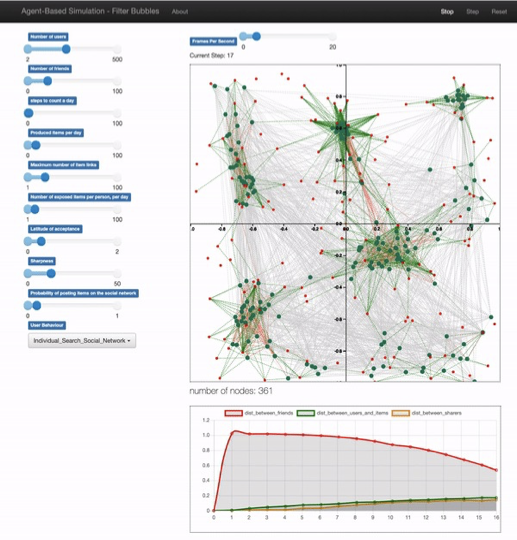 Agent-Based Simulation - Filter Bubbles About Stop Step Reset
Number of users
2 500
Number of friends
0 100
steps to count a day
0 100
Produced items per day
0 100
Maximum number of item links
1 100
Number of exposed items per person, per day
1 100
Latitude of acceptance
0 2
Sharpness
0 50
Probability of posting items on the social network
0 1
User Behaviour
Individual_Search_Social_Network
Frames Per Second
0 20
Current Step: 17
number of nodes: 361
dist_between_friends dist_between_users_and_items dist_between_sharers
1.2
1.0
0.8
0.6
0.4
0.2
0
0 1 2 3 4 5 6 7 8 9 10 11 12 13 14 15 16